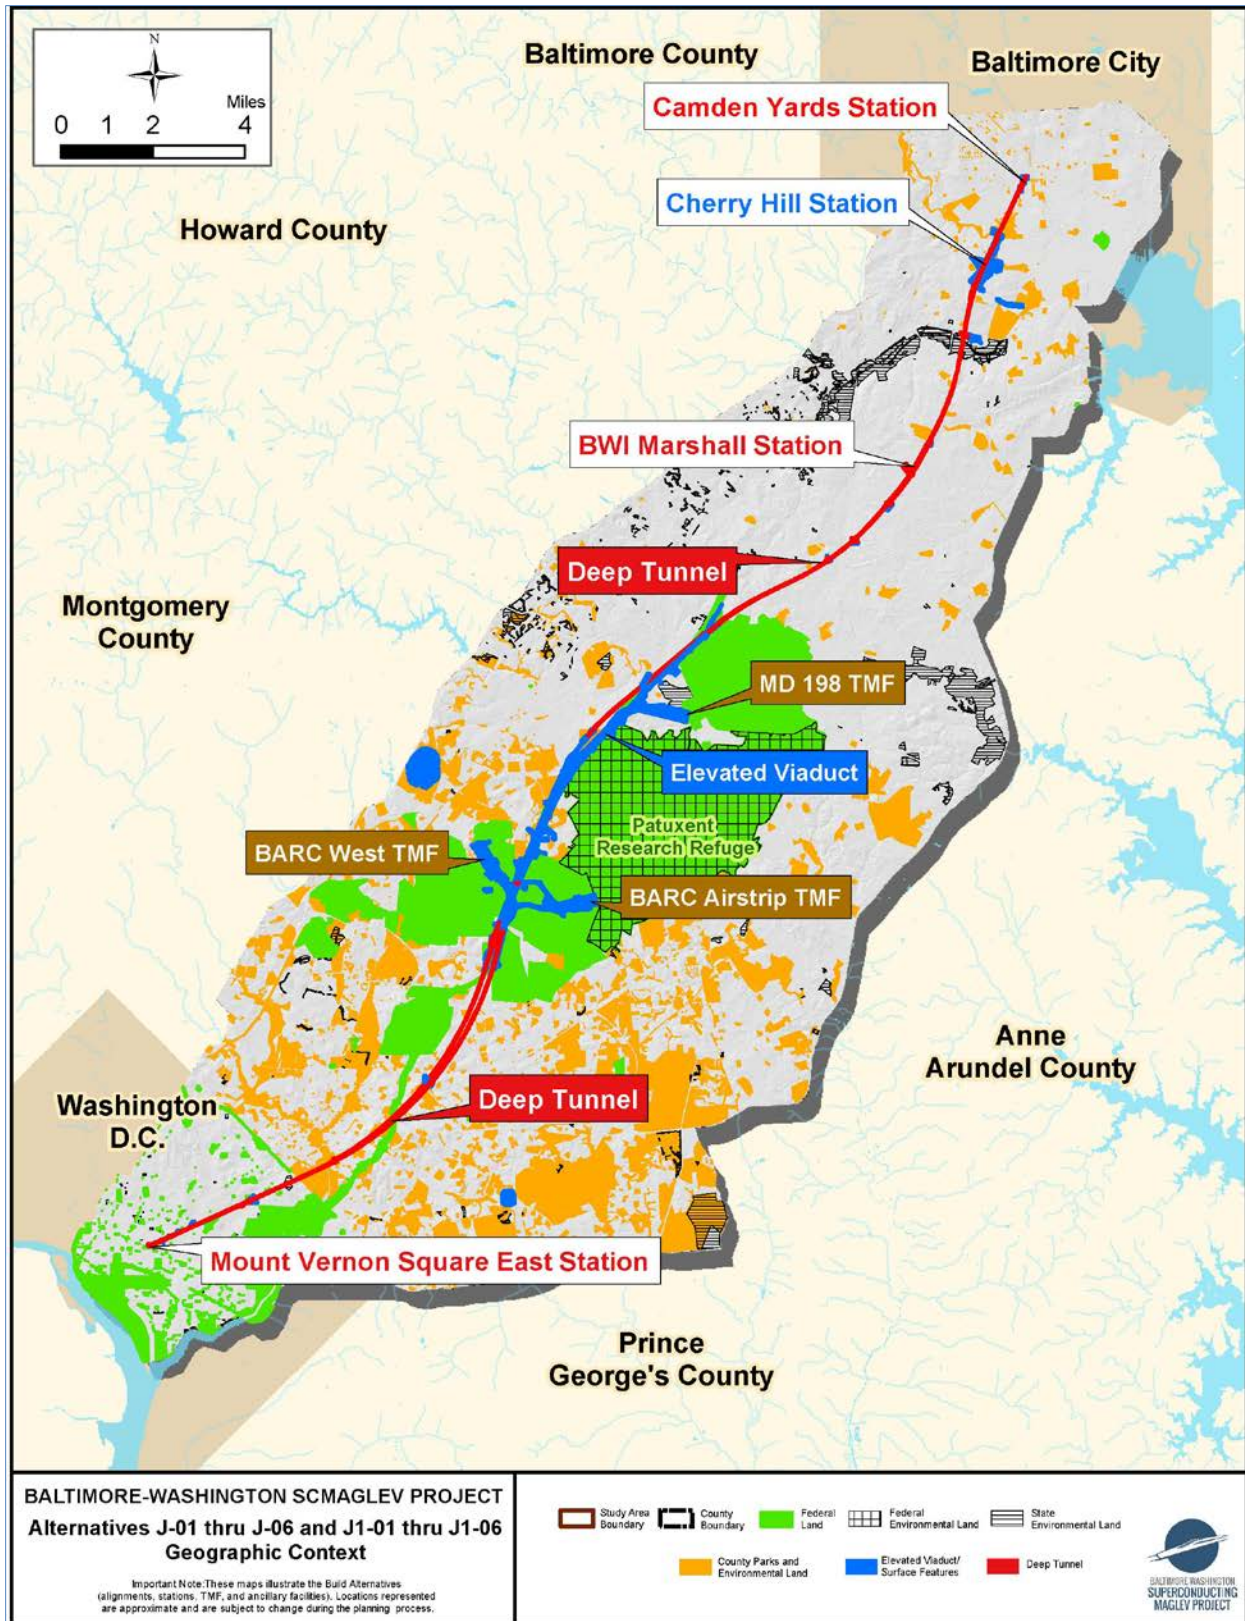 N
Miles
0 1 2 4
Baltimore County
Baltimore City
Camden Yards Station
Cherry Hill Station
Howard County
BWI Marshall Station
Deep Tunnel
Montgomery
County
MD 198 TMF
Elevated Viaduct
Patuxent
Research Refuge
BARC West TMF
BARC Airstrip TMF
Anne
Arundel County
Deep Tunnel
Washington
D.C.
Mount Vernon Square East Station
Prince
George's County
BALTIMORE-WASHINGTON SCMAGLEV PROJECT
Alternatives J-01 thru J-06 and J1-01 thru J1-06
Geographic Context
Important Note:These maps illustrate the Build Alternatives
(alignments, stations, TMF, and ancillary facilities). Locations represented
are approximate and are subject to change during the planning process.
Study Area
Boundary
County
Boundary
Federal
Land
Federal
Environmental Land
State
Environmental Land
County Parks and
Environmental Land
Elevated Viaduct/
Surface Features
Deep Tunnel
BALTIMORE WASHINGTON
SUPERCONDUCTING
MAGLEV PROJECT